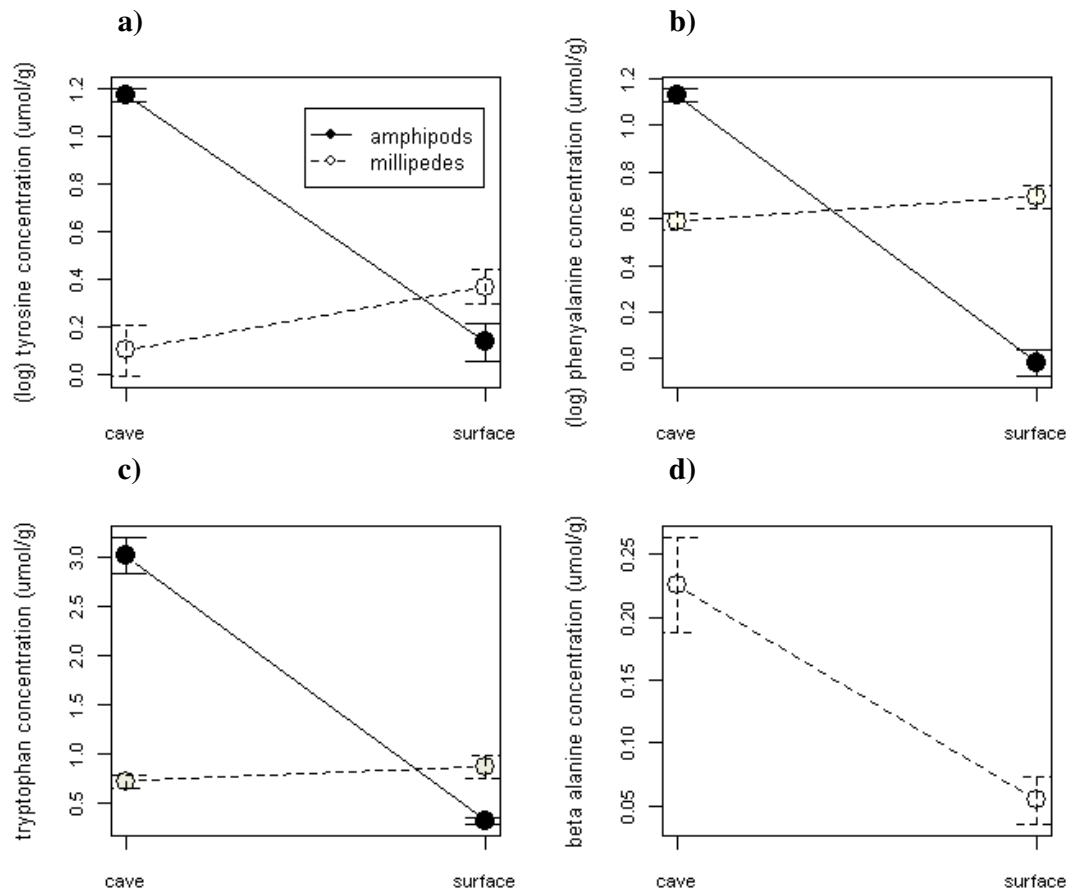 a)
(log) tyrosine concentration (umol/g)
1.2
1.0
0.8
0.6
0.4
0.2
0.0
amphipods
millipedes
cave
surface
b)
(log) phenyalanine concentration (umol/g)
1.2
1.0
0.8
0.6
0.4
0.2
0.0
cave
surface
c)
tryptophan concentration (umol/g)
3.0
2.5
2.0
1.5
1.0
0.5
cave
surface
d)
beta alanine concentration (umol/g)
0.25
0.20
0.15
0.10
0.05
cave
surface